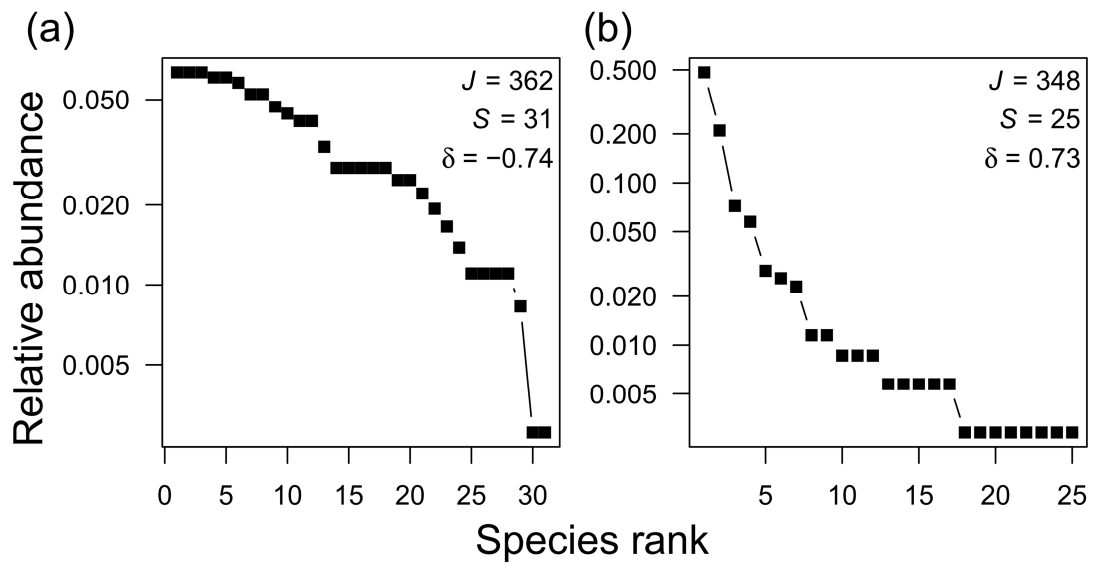 (a)
(b)
Relative abundance
0.050
0.020
0.010
0.005
J = 362
S = 31
δ = −0.74
0 5 10 15 20 25 30
0.500
0.200
0.100
0.050
0.020
0.010
0.005
J = 348
S = 25
δ = 0.73
5 10 15 20 25
Species rank